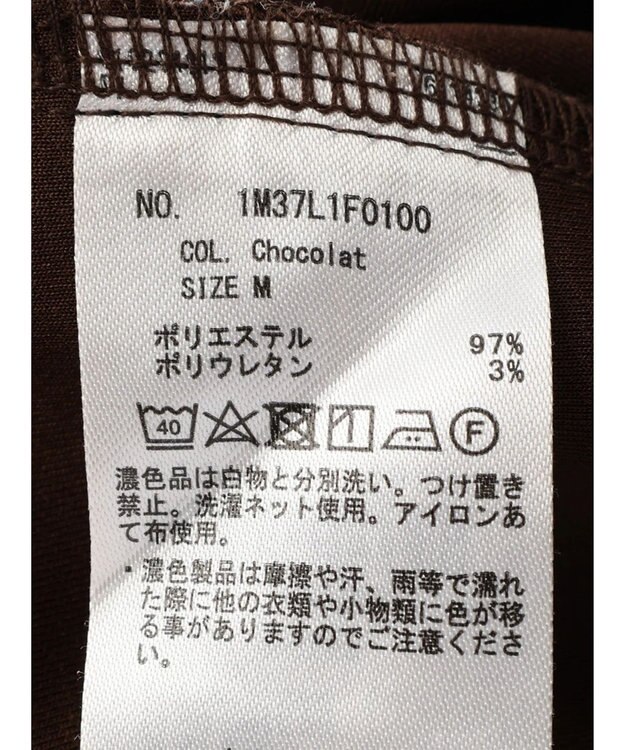 NO. 1M37L1F0100
COL. Chocolat
SIZE M
ポリエステル 97%
ポリウレタン 3%
40 F
濃色品は白物と分別洗い。つけ置き
禁止。洗濯ネット使用。アイロンあ
て布使用。
・濃色製品は摩擦や汗、雨等で濡れ
た際に他の衣類や小物類に色が移
る事がありますのでご注意くださ
い。